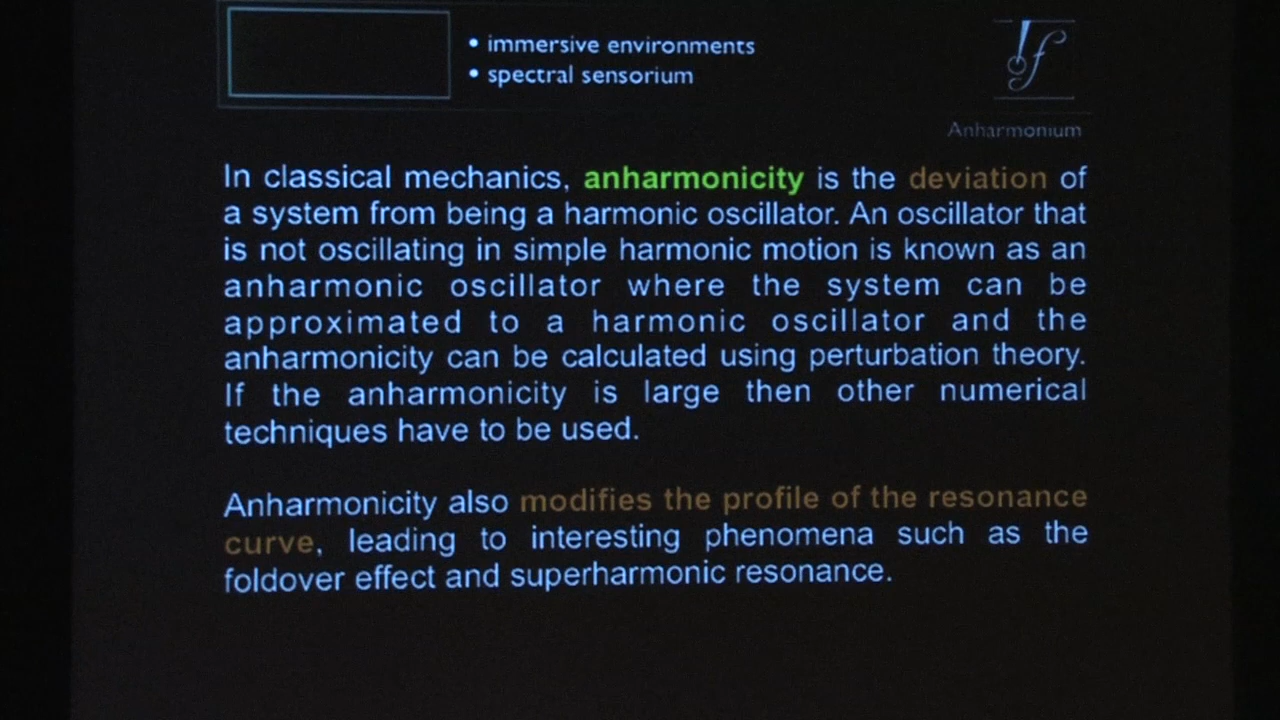 • immersive environments
• spectral sensorium
Anharmonium
In classical mechanics, anharmonicity is the deviation of
a system from being a harmonic oscillator. An oscillator that
is not oscillating in simple harmonic motion is known as an
anharmonic oscillator where the system can be
approximated to a harmonic oscillator and the
anharmonicity can be calculated using perturbation theory.
If the anharmonicity is large then other numerical
techniques have to be used.
Anharmonicity also modifies the profile of the resonance
curve, leading to interesting phenomena such as the
foldover effect and superharmonic resonance.